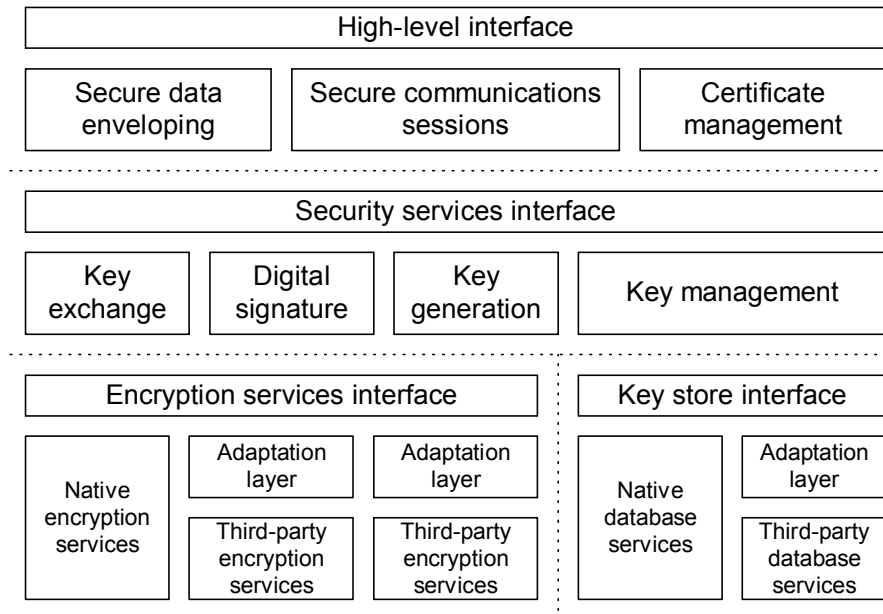 High-level interface
Secure data
enveloping
Secure communications
sessions
Certificate
management
Security services interface
Key
exchange
Digital
signature
Key
generation
Key management
Encryption services interface
Key store interface
Native
encryption
services
Adaptation
layer
Third-party
encryption
services
Adaptation
layer
Third-party
encryption
services
Native
database
services
Adaptation
layer
Third-party
database
services